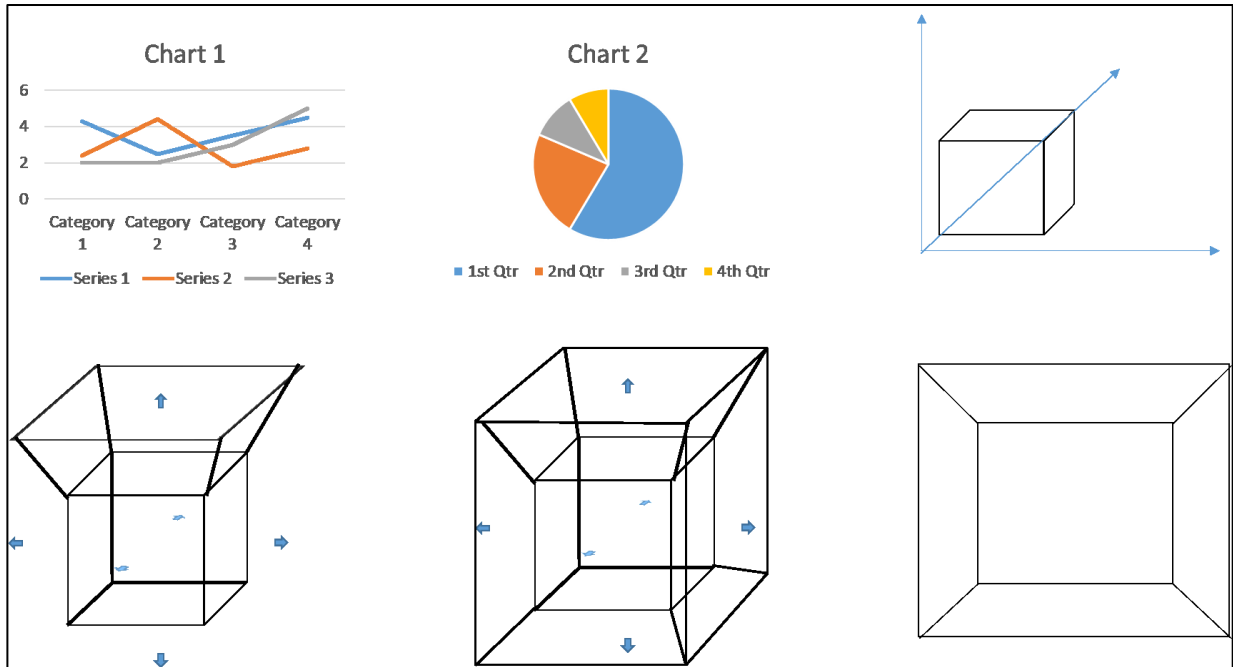 Chart 1
6
4
2
0
Category 1
Category 2
Category 3
Category 4
Series 1 Series 2 Series 3
Chart 2
1st Qtr 2nd Qtr 3rd Qtr 4th Qtr